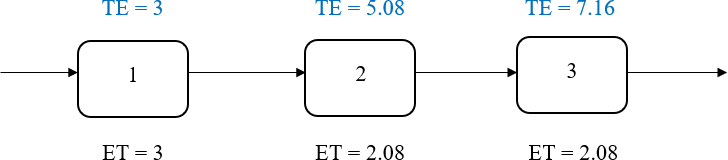 TE = 3 TE = 5.08 TE = 7.16
1 2 3
ET = 3 ET = 2.08 ET = 2.08